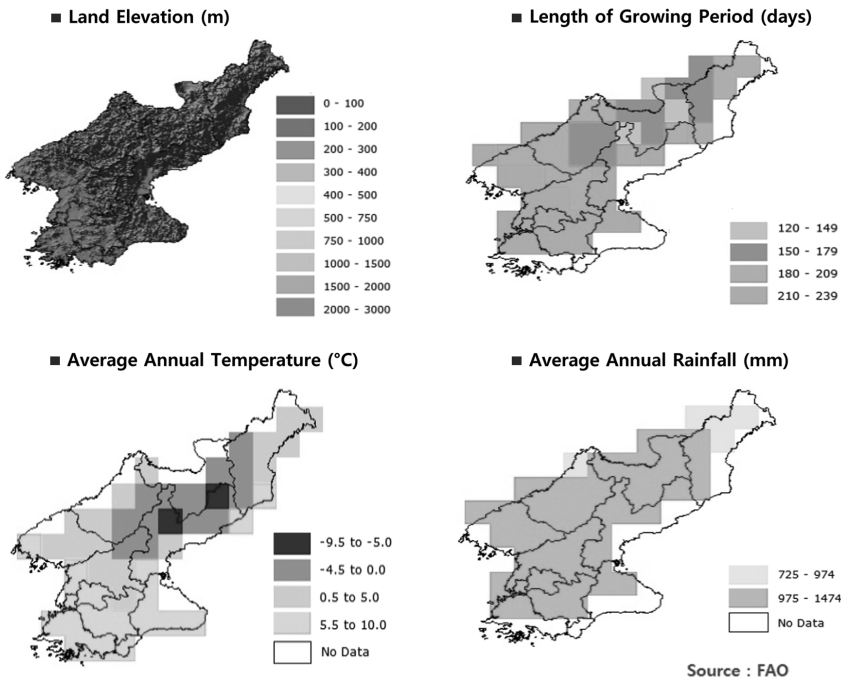 ■ Land Elevation (m)
0 - 100
100 - 200
200 - 300
300 - 400
400 - 500
500 - 750
750 - 1000
1000 - 1500
1500 - 2000
2000 - 3000
■ Length of Growing Period (days)
120 - 149
150 - 179
180 - 209
210 - 239
■ Average Annual Temperature (°C)
-9.5 to -5.0
-4.5 to 0.0
0.5 to 5.0
5.5 to 10.0
No Data
■ Average Annual Rainfall (mm)
725 - 974
975 - 1474
No Data
Source : FAO